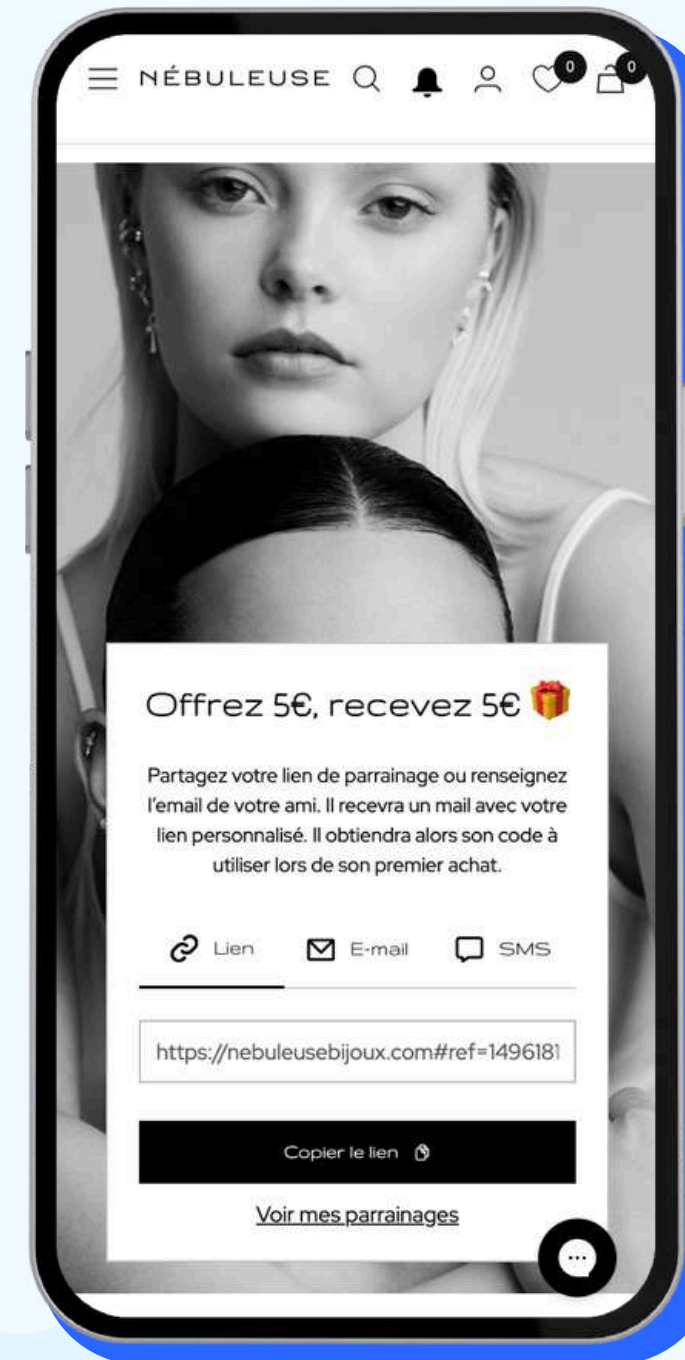 NÉBULEUSE
0
0
Offrez 5€, recevez 5€
Partagez votre lien de parrainage ou renseignez
l'email de votre ami. Il recevra un mail avec votre
lien personnalisé. Il obtiendra alors son code à
utiliser lors de son premier achat.
Lien
E-mail
SMS
https://nebuleusebijoux.com#ref=1496181
Copier le lien
Voir mes parrainages